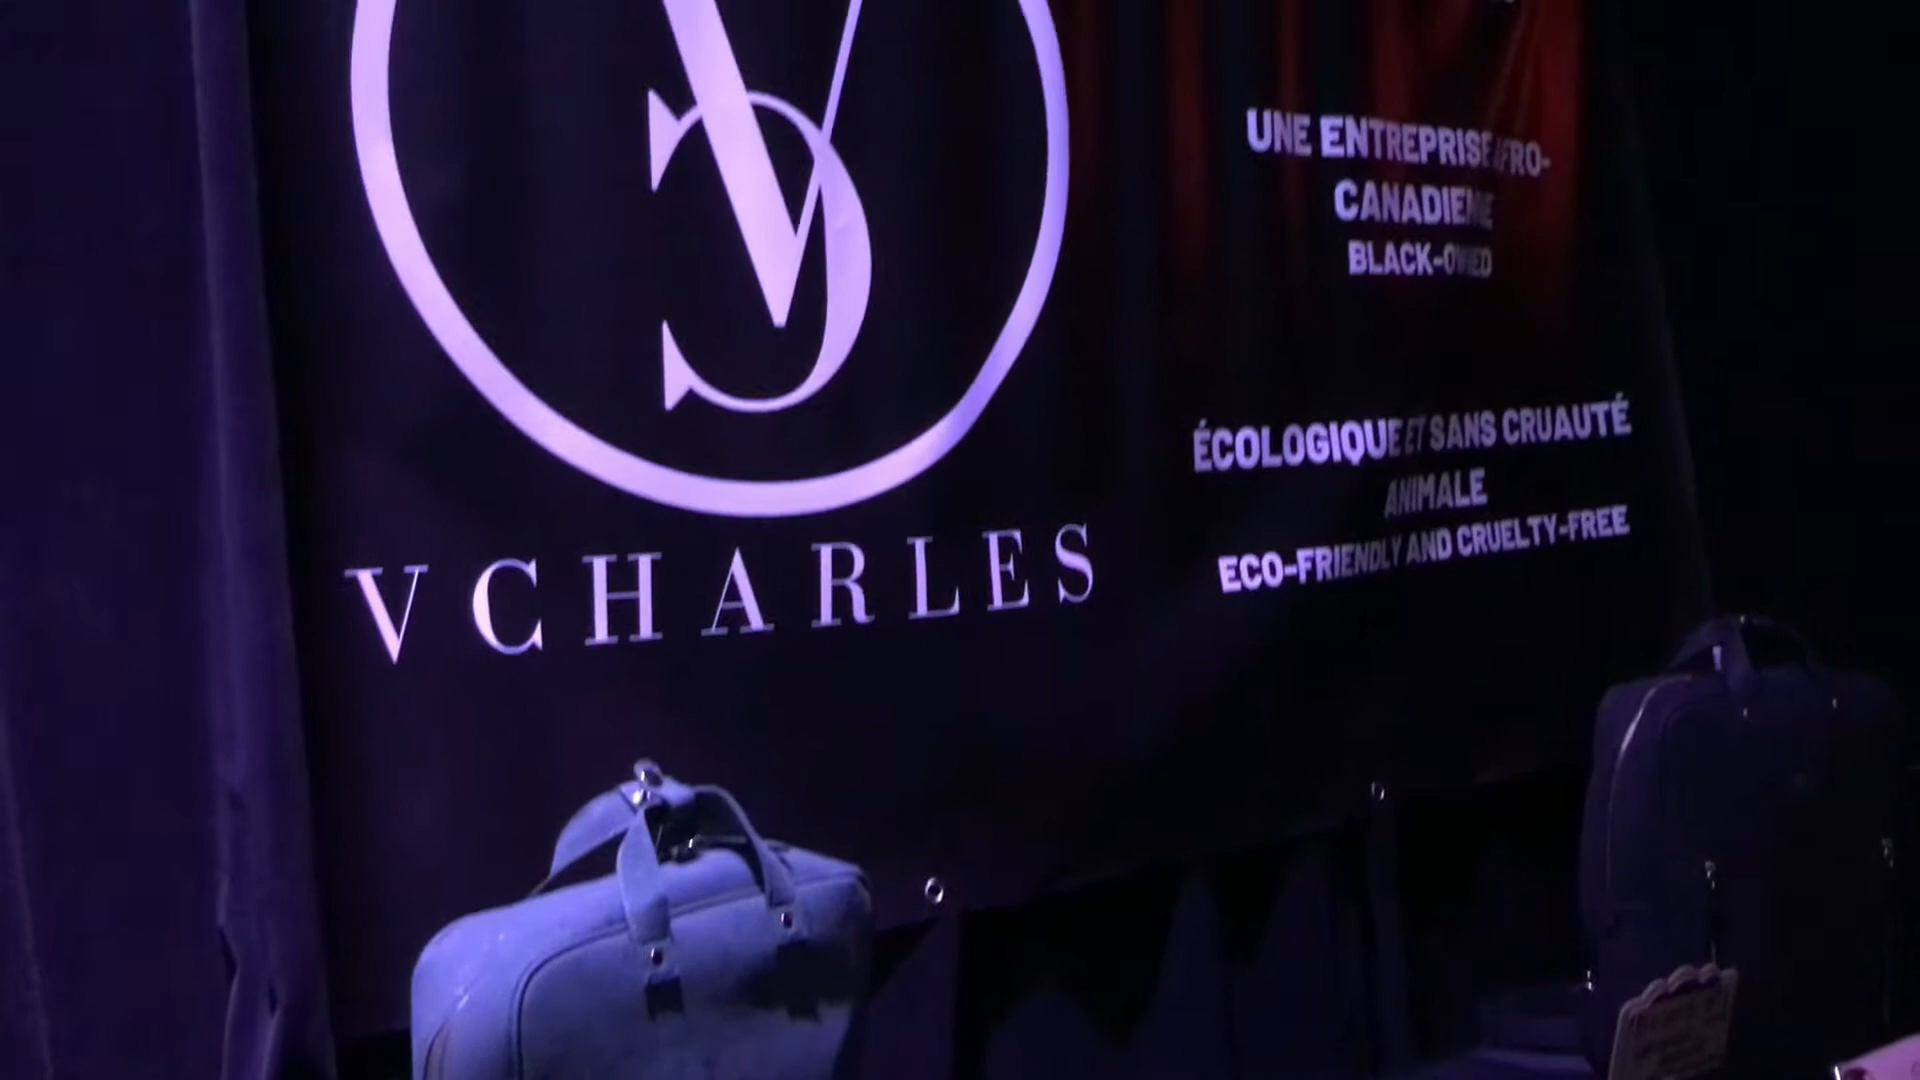 VCHARLES
UNE ENTREPRISE AFRO-
CANADIENNE
BLACK-OWNED
ÉCOLOGIQUE ET SANS CRUAUTÉ
ANIMALE
ECO-FRIENDLY AND CRUELTY-FREE